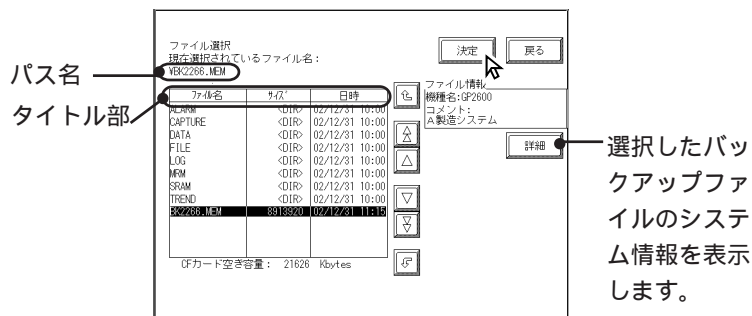 ファイル選択
現在選択されているファイル名：
¥BK2266.MEM
決定
戻る
パス名
タイトル部
ファイル名 サイズ 日時
ALARM <DIR> 02/12/31 10:00
CAPTURE <DIR> 02/12/31 10:00
DATA <DIR> 02/12/31 10:00
FILE <DIR> 02/12/31 10:00
LOG <DIR> 02/12/31 10:00
MRM <DIR> 02/12/31 10:00
SRAM <DIR> 02/12/31 10:00
TREND <DIR> 02/12/31 10:00
BK2266.MEM 8913920 02/12/31 11:15
CFカード空き容量： 21626 Kbytes
ファイル情報
機種名:GP2600
コメント:
A製造システム
詳細
選択したバッ
クアップファ
イルのシステ
ム情報を表示
します。